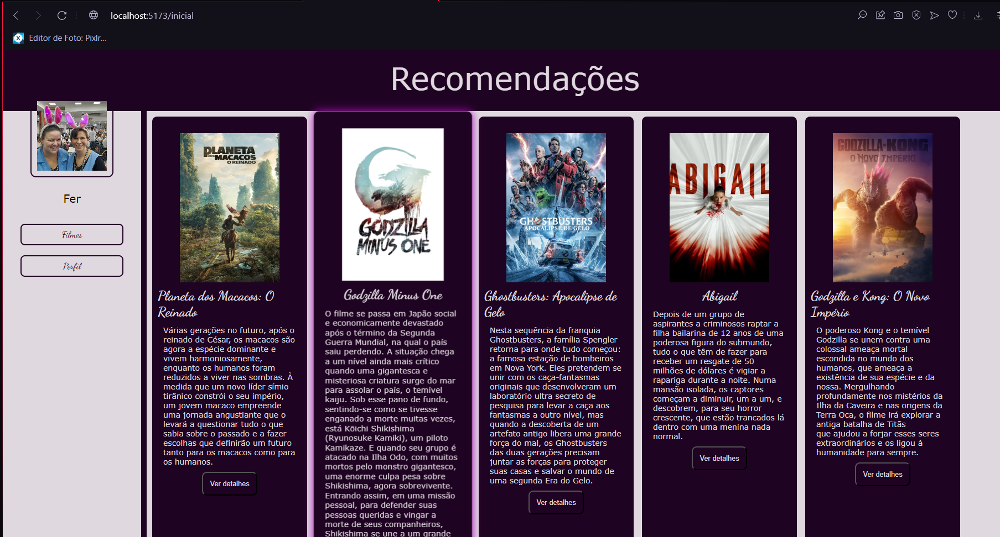 localhost:5173/inicial
Editor de Foto: Pixlr...
Recomendações
Fer
Filmes
Perfil
PLANETA
DOS MACACOS
O REINADO
Planeta dos Macacos: O
Reinado
Várias gerações no futuro, após o
reinado de César, os macacos são
agora a espécie dominante e
vivem harmoniosamente,
enquanto os humanos foram
reduzidos a viver nas sombras. À
medida que um novo líder símio
tirânico constrói o seu império,
um jovem macaco empreende
uma jornada angustiante que o
levará a questionar tudo o que
sabia sobre o passado e a fazer
escolhas que definirão um futuro
tanto para os macacos como para
os humanos.
Ver detalhes
GODZILLA
MINUS ONE
Godzilla Minus One
O filme se passa em Japão social
e economicamente devastado
após o término da Segunda
Guerra Mundial, na qual o país
saiu perdendo. A situação chega
a um nível ainda mais crítico
quando uma gigantesca e
misteriosa criatura surge do mar
para assolar o país, o temível
kaiju. Sob esse pano de fundo,
sentindo-se como se tivesse
enganado a morte muitas vezes,
está Kōichi Shikishima
(Ryunosuke Kamiki), um piloto
Kamikaze. E quando seu grupo é
atacado na Ilha Odo, com muitos
mortos pelo monstro gigantesco,
uma enorme culpa pesa sobre
Shikishima, agora sobrevivente.
Entrando assim, em uma missão
pessoal, para defender suas
pessoas queridas e vingar a
morte de seus companheiros,
Shikishima se une a um grande
GHOSTBUSTERS
APOCALIPSE DE GELO
Ghostbusters: Apocalipse de
Gelo
Nesta sequência da franquia
Ghostbusters, a família Spengler
retorna para onde tudo começou:
a famosa estação de bombeiros
em Nova York. Eles pretendem se
unir com os caça-fantasmas
originais que desenvolveram um
laboratório ultra secreto de
pesquisa para levar a caça aos
fantasmas a outro nível, mas
quando a descoberta de um
artefato antigo libera uma grande
força do mal, os Ghostbusters
das duas gerações precisam
juntar as forças para proteger
suas casas e salvar o mundo de
uma segunda Era do Gelo.
Ver detalhes
ABIGAIL
Abigail
Depois de um grupo de
aspirantes a criminosos raptar a
filha bailarina de 12 anos de uma
poderosa figura do submundo,
tudo o que têm de fazer para
receber um resgate de 50
milhões de dólares é vigiar a
rapariga durante a noite. Numa
mansão isolada, os captores
começam a diminuir, um a um, e
descobrem, para seu horror
crescente, que estão trancados lá
dentro com uma menina nada
normal.
Ver detalhes
GODZILLA KONG
O NOVO IMPÉRIO
Godzilla e Kong: O Novo
Império
O poderoso Kong e o temível
Godzilla se unem contra uma
colossal ameaça mortal
escondida no mundo dos
humanos, que ameaça a
existência de sua espécie e da
nossa. Mergulhando
profundamente nos mistérios da
Ilha da Caveira e nas origens da
Terra Oca, o filme irá explorar a
antiga batalha de Titãs
que ajudou a forjar esses seres
extraordinários e os ligou à
humanidade para sempre.
Ver detalhes